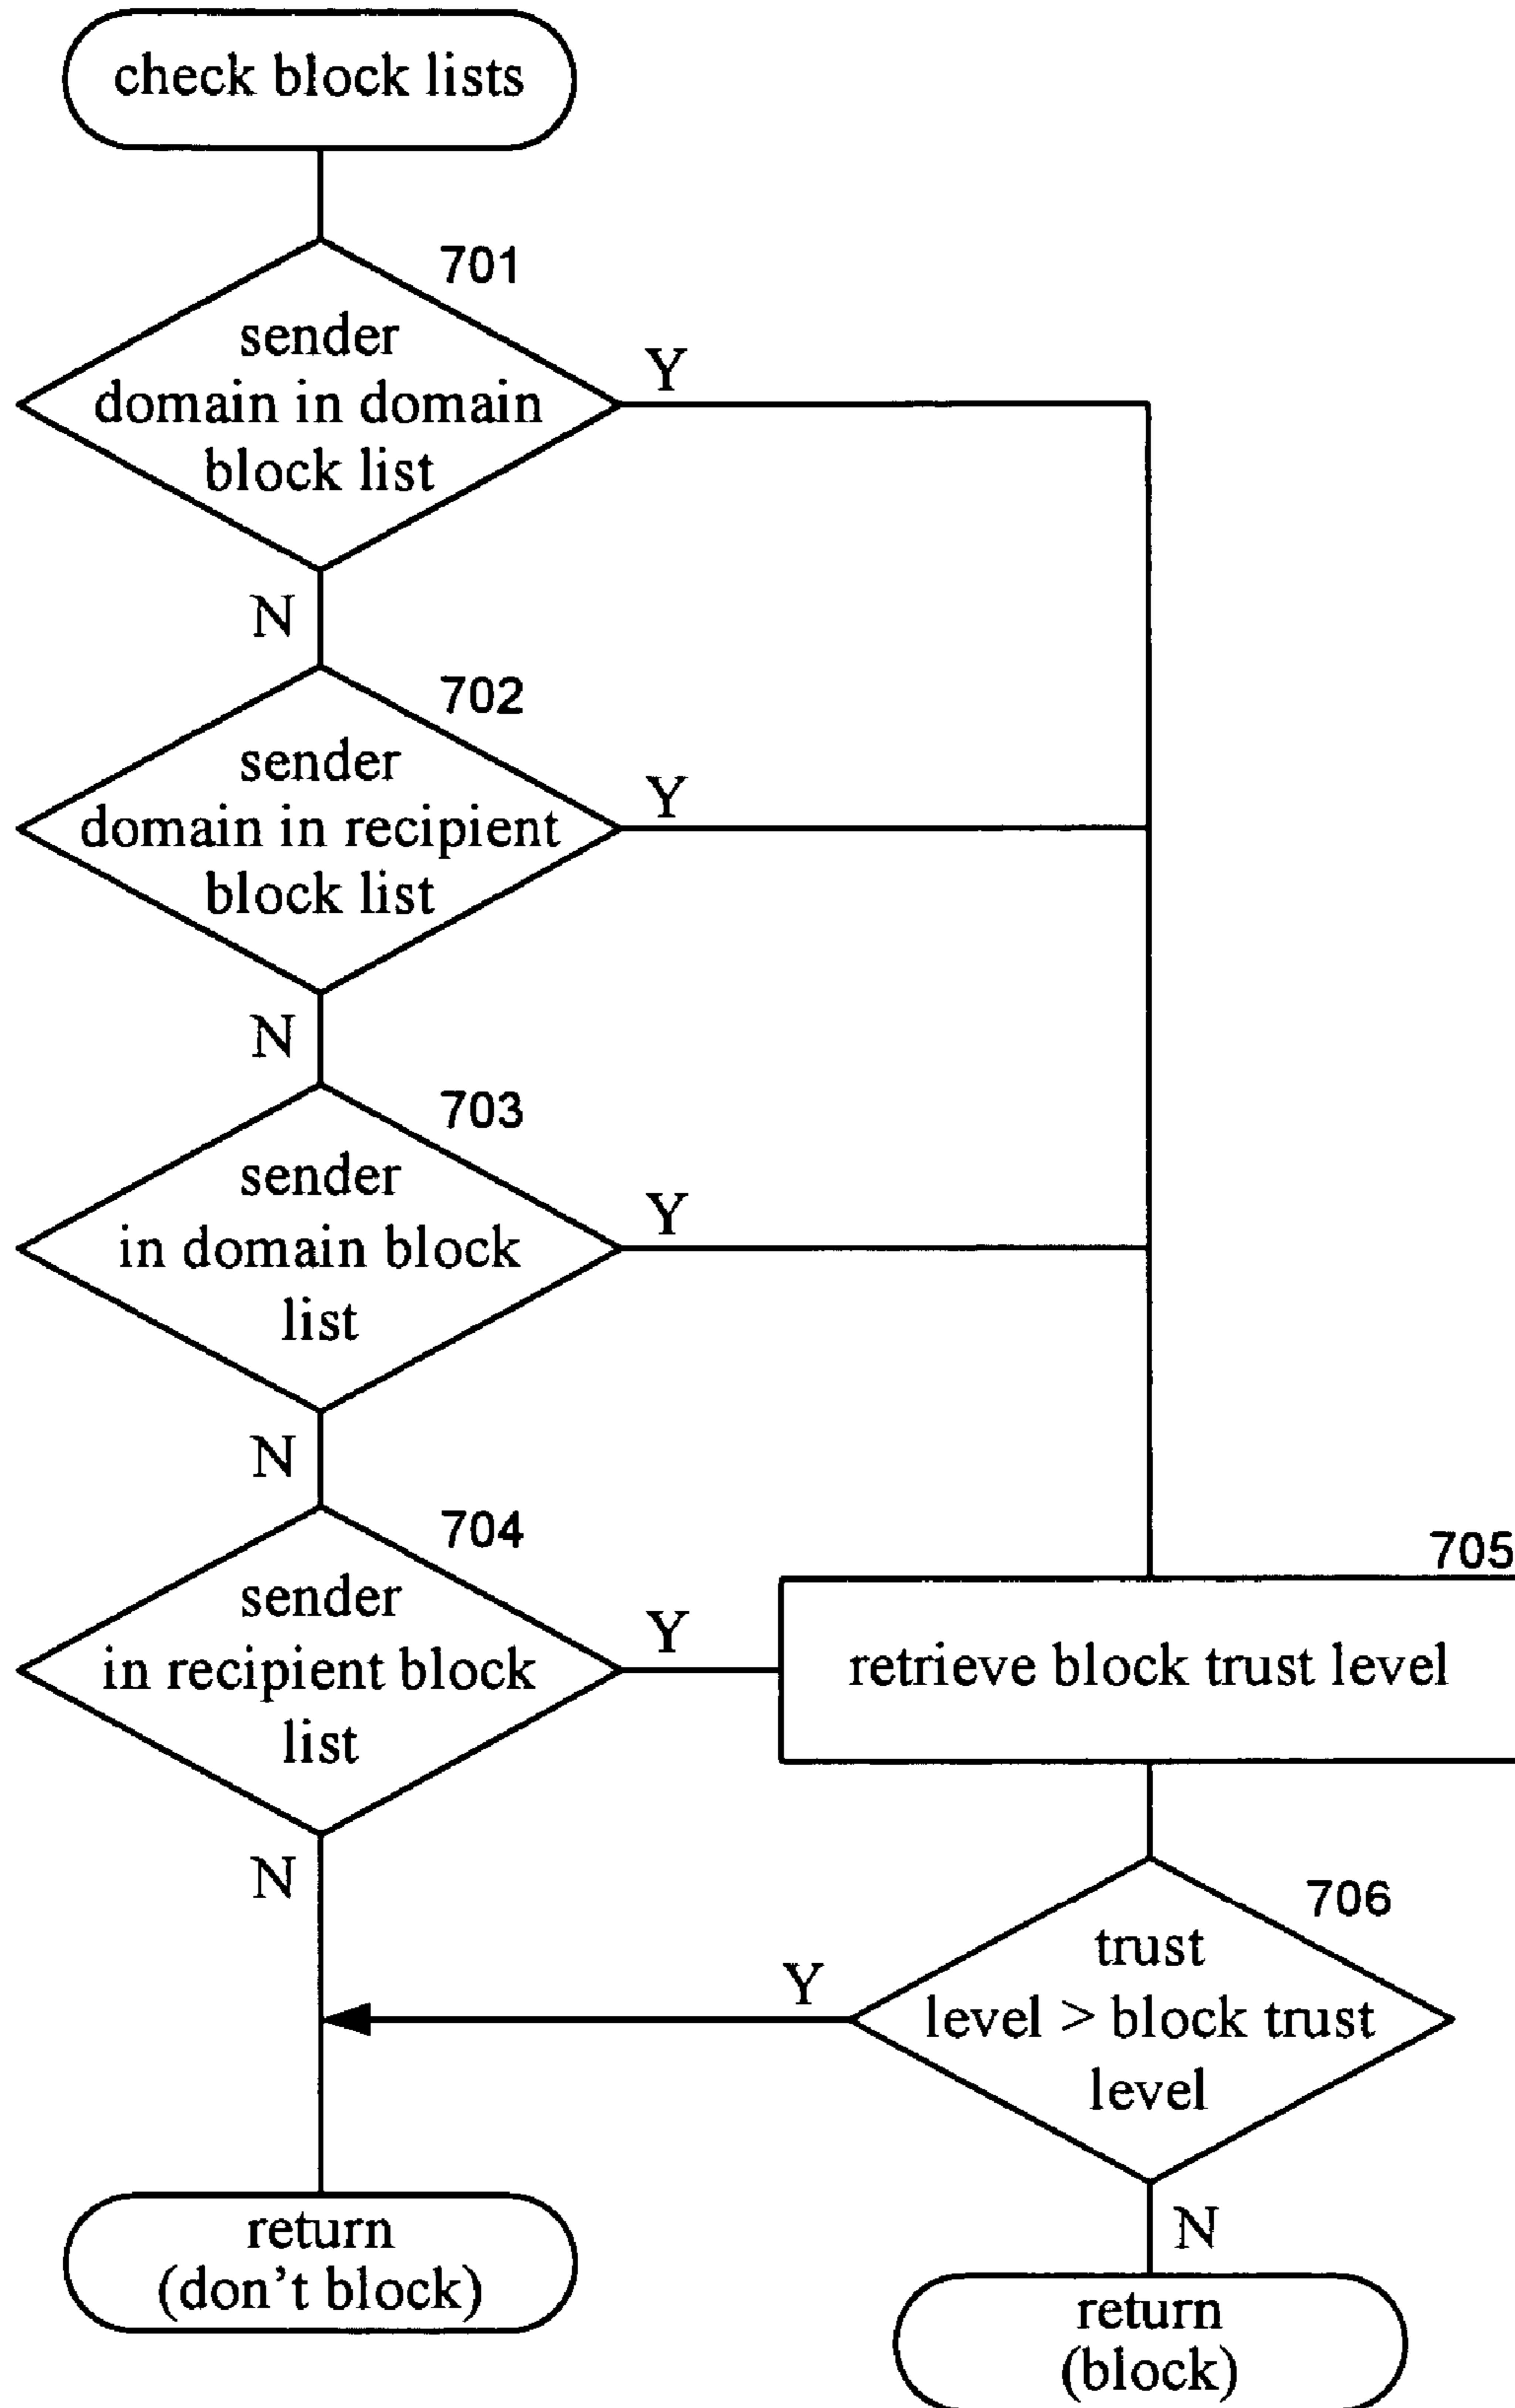 check block lists
701
sender
domain in domain
block list
Y
N
702
sender
domain in recipient
block list
Y
N
703
sender
in domain block
list
Y
N
704
sender
in recipient block
list
Y
N
705
retrieve block trust level
706
trust
level > block trust
level
Y
N
return
(don't block)
return
(block)